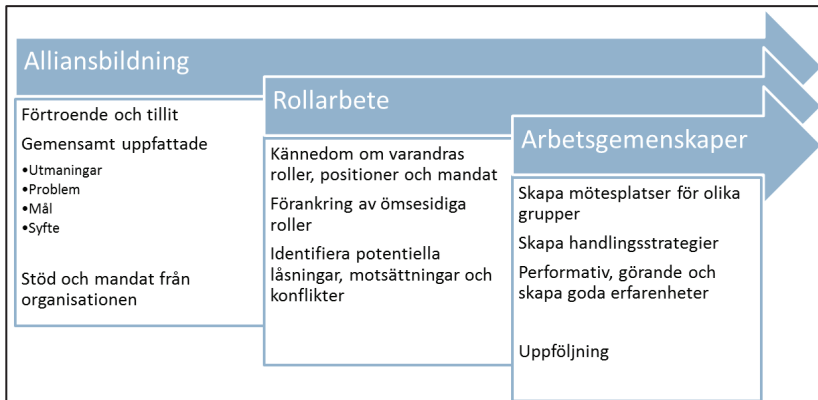 Alliansbildning
Förtroende och tillit
Gemensamt uppfattade
•Utmaningar
•Problem
•Mål
•Syfte
Stöd och mandat från
organisationen
Rollarbete
Kännedom om varandras
roller, positioner och mandat
Förankring av ömsesidiga
roller
Identifiera potentiella
låsningar, motsättningar och
konflikter
Arbetsgemenskaper
Skapa mötesplatser för olika
grupper
Skapa handlingsstrategier
Performativ, görande och
skapa goda erfarenheter
Uppföljning